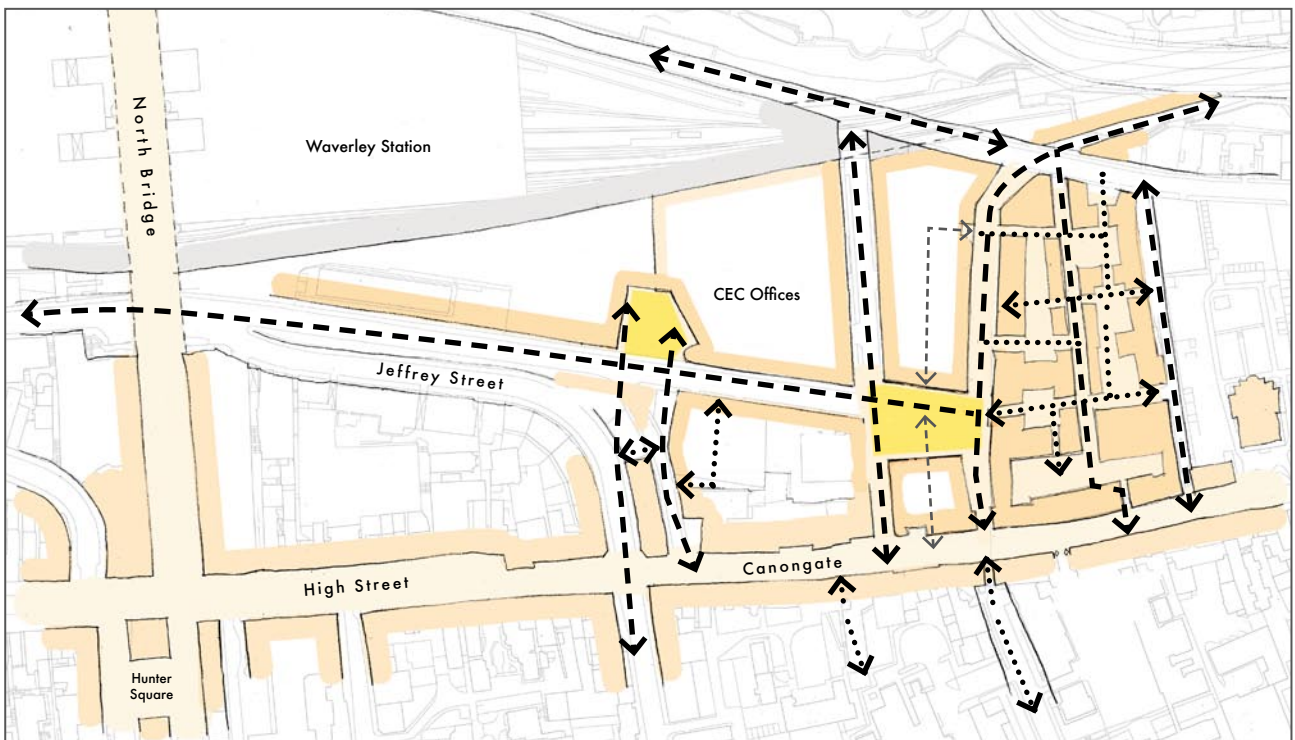 North Bridge
Waverley Station
CEC Offices
Jeffrey Street
High Street
Canongate
Hunter
Square